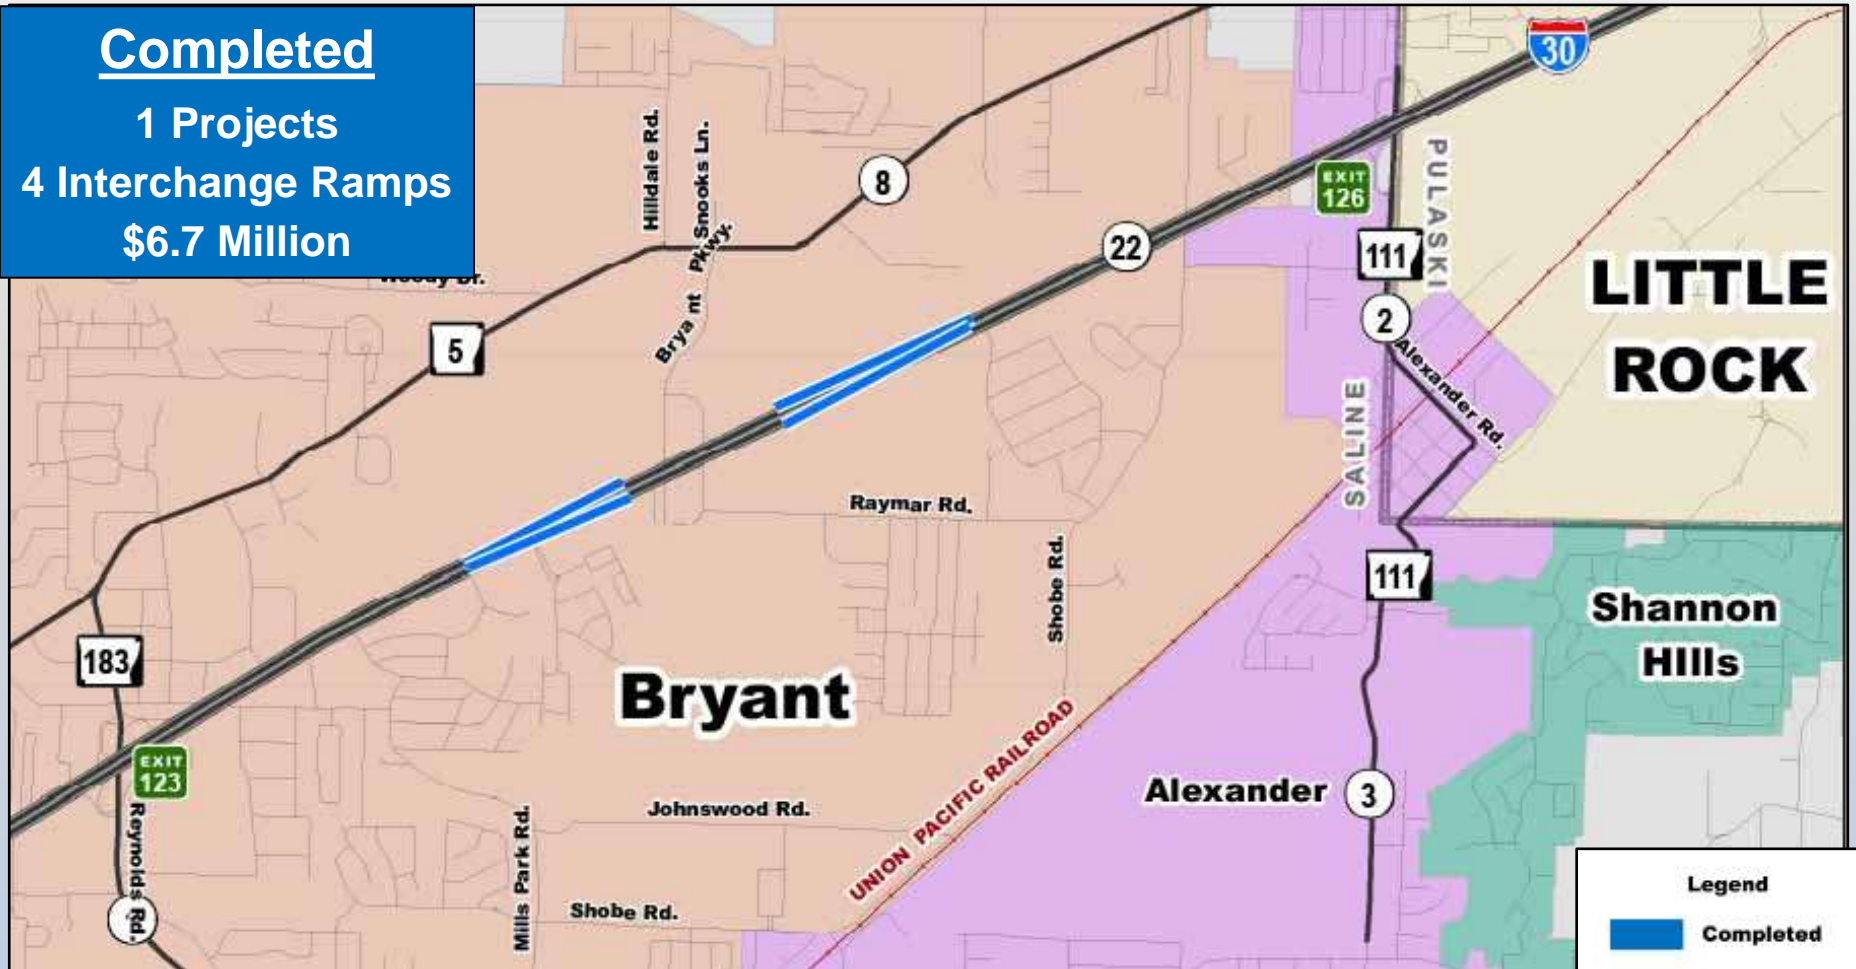 Completed
1 Projects
4 Interchange Ramps
$6.7 Million
30
Hilldale Rd.
Snooks Ln.
Bryant Pkwy.
8
EXIT
126
PULASKI
22
111
LITTLE
ROCK
Woody Dr.
5
2
Alexander Rd.
SALINE
Raymar Rd.
Shobe Rd.
111
Shannon
HIlls
183
Bryant
EXIT
123
UNION PACIFIC RAILROAD
Alexander
3
Reynolds Rd.
Johnswood Rd.
Mills Park Rd.
Shobe Rd.
Legend
Completed